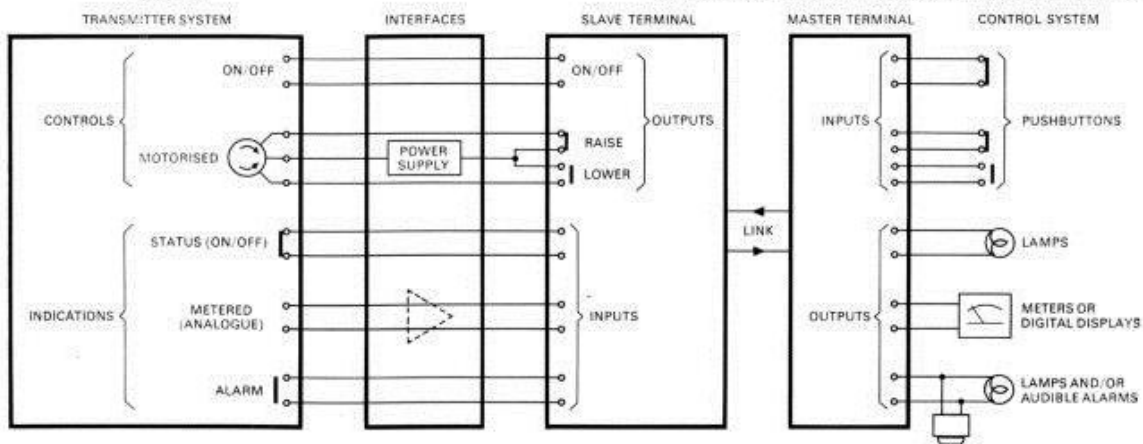 TRANSMITTER SYSTEM
INTERFACES
SLAVE TERMINAL
MASTER TERMINAL
CONTROL SYSTEM
ON/OFF
ON/OFF
CONTROLS
OUTPUTS
INPUTS
PUSHBUTTONS
MOTORISED
POWER
SUPPLY
RAISE
LOWER
LINK
STATUS (ON/OFF)
LAMPS
INDICATIONS
METERED
(ANALOGUE)
INPUTS
OUTPUTS
METERS OR
DIGITAL DISPLAYS
ALARM
LAMPS AND/OR
AUDIBLE ALARMS